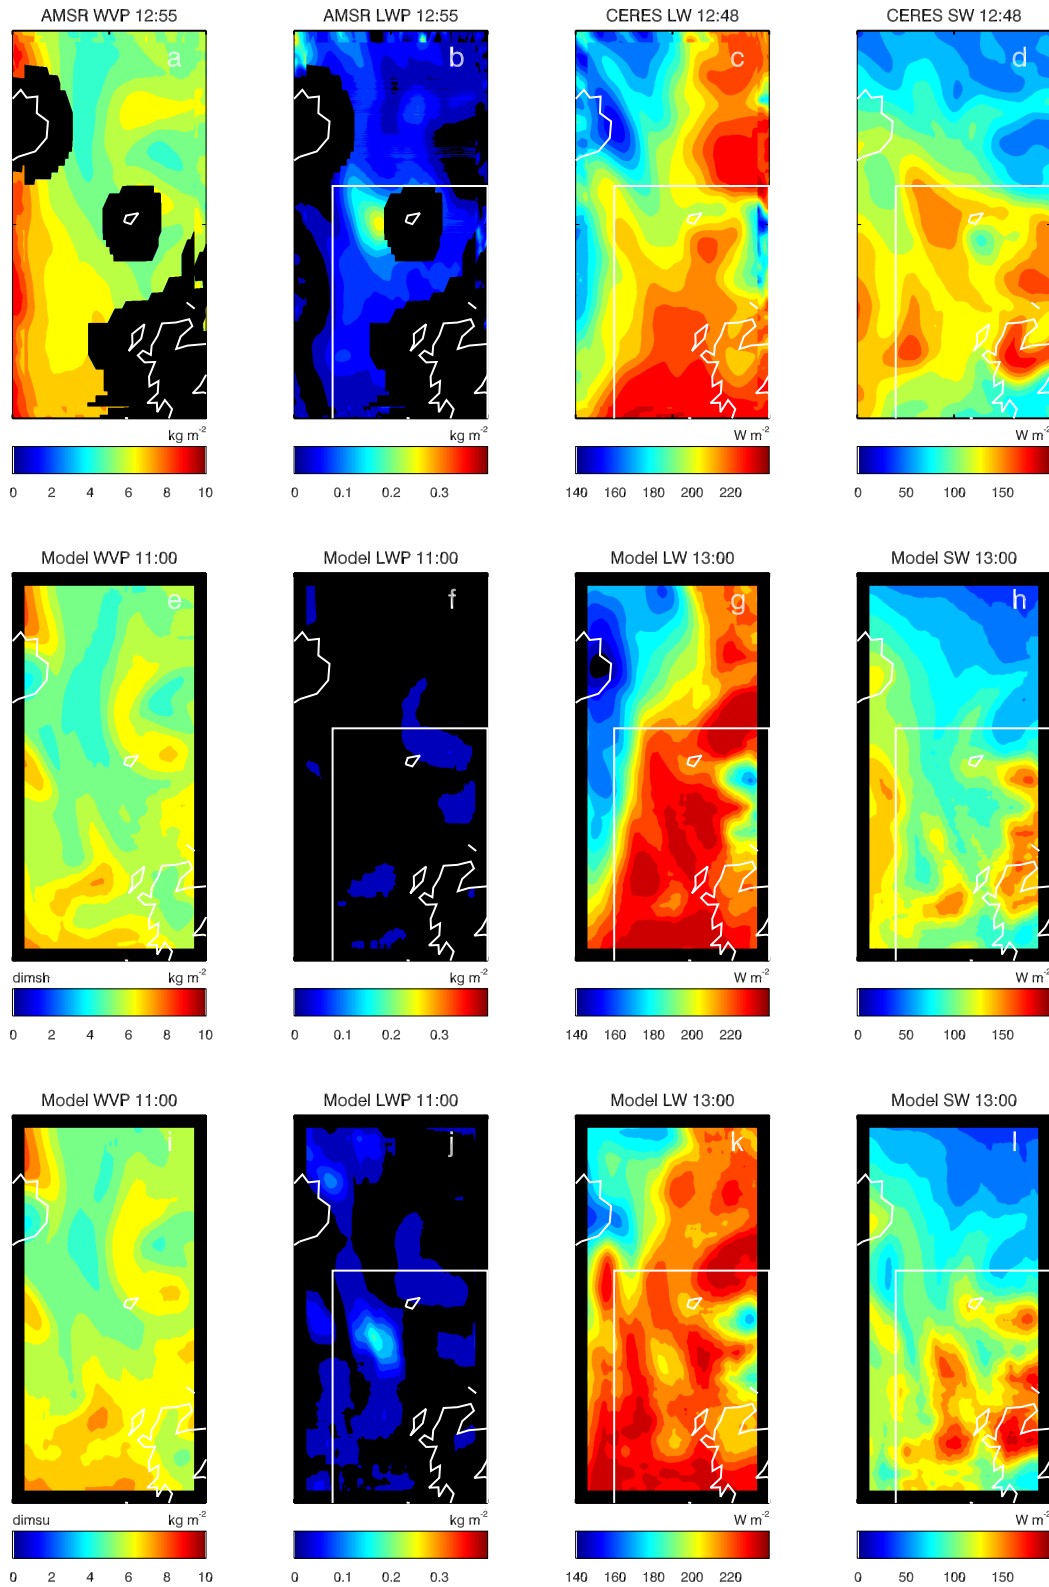 AMSR WVP 12:55 AMSR LWP 12:55 CERES LW 12:48 CERES SW 12:48
a b c d
kg m-2 kg m-2 W m-2 W m-2
0 2 4 6 8 10 0 0.1 0.2 0.3 140 160 180 200 220 0 50 100 150
Model WVP 11:00 Model LWP 11:00 Model LW 13:00 Model SW 13:00
e f g h
dimsh kg m-2 kg m-2 W m-2 W m-2
0 2 4 6 8 10 0 0.1 0.2 0.3 140 160 180 200 220 0 50 100 150
Model WVP 11:00 Model LWP 11:00 Model LW 13:00 Model SW 13:00
i j k l
dimsu kg m-2 kg m-2 W m-2 W m-2
0 2 4 6 8 10 0 0.1 0.2 0.3 140 160 180 200 220 0 50 100 150